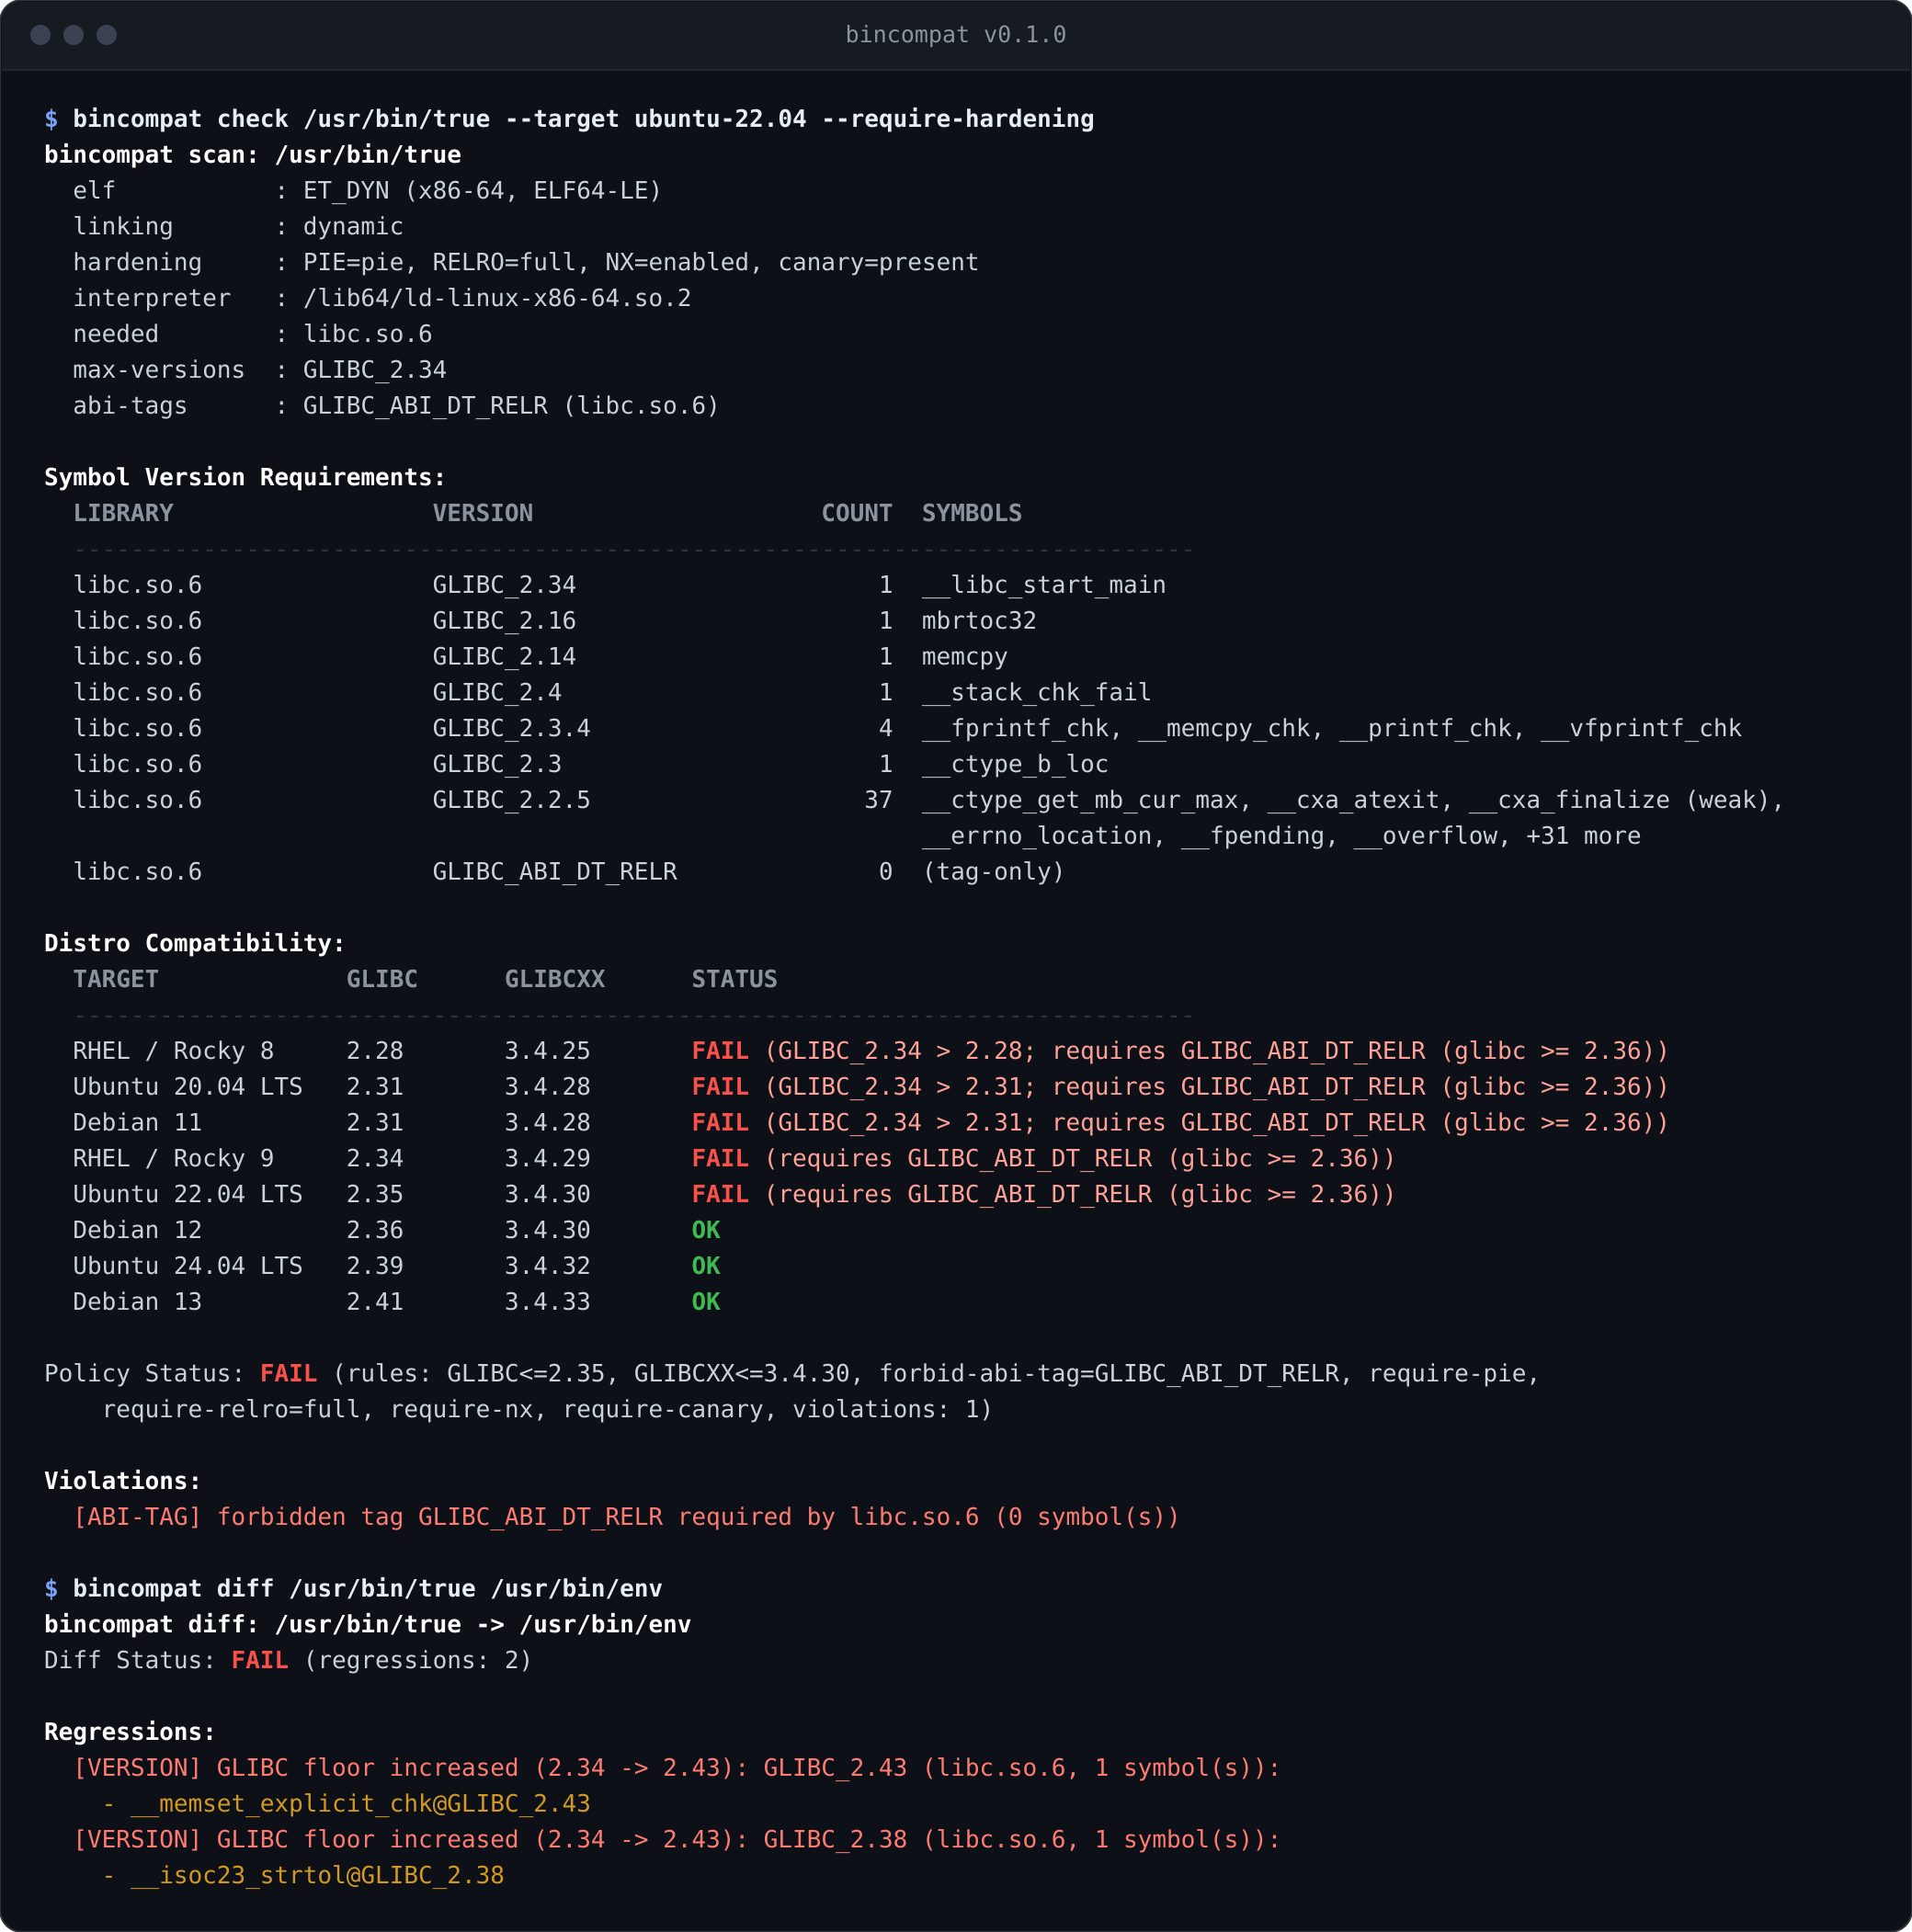 bincompat v0.1.0
$ bincompat check /usr/bin/true --target ubuntu-22.04 --require-hardening
bincompat scan: /usr/bin/true
  elf           : ET_DYN (x86-64, ELF64-LE)
  linking       : dynamic
  hardening     : PIE=pie, RELRO=full, NX=enabled, canary=present
  interpreter   : /lib64/ld-linux-x86-64.so.2
  needed        : libc.so.6
  max-versions  : GLIBC_2.34
  abi-tags      : GLIBC_ABI_DT_RELR (libc.so.6)
Symbol Version Requirements:
  LIBRARY                  VERSION                    COUNT  SYMBOLS
  ------------------------------------------------------------------------------
  libc.so.6                GLIBC_2.34                     1  __libc_start_main
  libc.so.6                GLIBC_2.16                     1  mbrtoc32
  libc.so.6                GLIBC_2.14                     1  memcpy
  libc.so.6                GLIBC_2.4                      1  __stack_chk_fail
  libc.so.6                GLIBC_2.3.4                    4  __fprintf_chk, __memcpy_chk, __printf_chk, __vfprintf_chk
  libc.so.6                GLIBC_2.3                      1  __ctype_b_loc
  libc.so.6                GLIBC_2.2.5                   37  __ctype_get_mb_cur_max, __cxa_atexit, __cxa_finalize (weak),
                                                             __errno_location, __fpending, __overflow, +31 more
  libc.so.6                GLIBC_ABI_DT_RELR              0  (tag-only)
Distro Compatibility:
  TARGET             GLIBC      GLIBCXX      STATUS
  ------------------------------------------------------------------------------
  RHEL / Rocky 8     2.28       3.4.25       FAIL (GLIBC_2.34 > 2.28; requires GLIBC_ABI_DT_RELR (glibc >= 2.36))
  Ubuntu 20.04 LTS   2.31       3.4.28       FAIL (GLIBC_2.34 > 2.31; requires GLIBC_ABI_DT_RELR (glibc >= 2.36))
  Debian 11          2.31       3.4.28       FAIL (GLIBC_2.34 > 2.31; requires GLIBC_ABI_DT_RELR (glibc >= 2.36))
  RHEL / Rocky 9     2.34       3.4.29       FAIL (requires GLIBC_ABI_DT_RELR (glibc >= 2.36))
  Ubuntu 22.04 LTS   2.35       3.4.30       FAIL (requires GLIBC_ABI_DT_RELR (glibc >= 2.36))
  Debian 12          2.36       3.4.30       OK
  Ubuntu 24.04 LTS   2.39       3.4.32       OK
  Debian 13          2.41       3.4.33       OK
Policy Status: FAIL (rules: GLIBC<=2.35, GLIBCXX<=3.4.30, forbid-abi-tag=GLIBC_ABI_DT_RELR, require-pie,
    require-relro=full, require-nx, require-canary, violations: 1)
Violations:
  [ABI-TAG] forbidden tag GLIBC_ABI_DT_RELR required by libc.so.6 (0 symbol(s))
$ bincompat diff /usr/bin/true /usr/bin/env
bincompat diff: /usr/bin/true -> /usr/bin/env
Diff Status: FAIL (regressions: 2)
Regressions:
  [VERSION] GLIBC floor increased (2.34 -> 2.43): GLIBC_2.43 (libc.so.6, 1 symbol(s)):
    - __memset_explicit_chk@GLIBC_2.43
  [VERSION] GLIBC floor increased (2.34 -> 2.43): GLIBC_2.38 (libc.so.6, 1 symbol(s)):
    - __isoc23_strtol@GLIBC_2.38